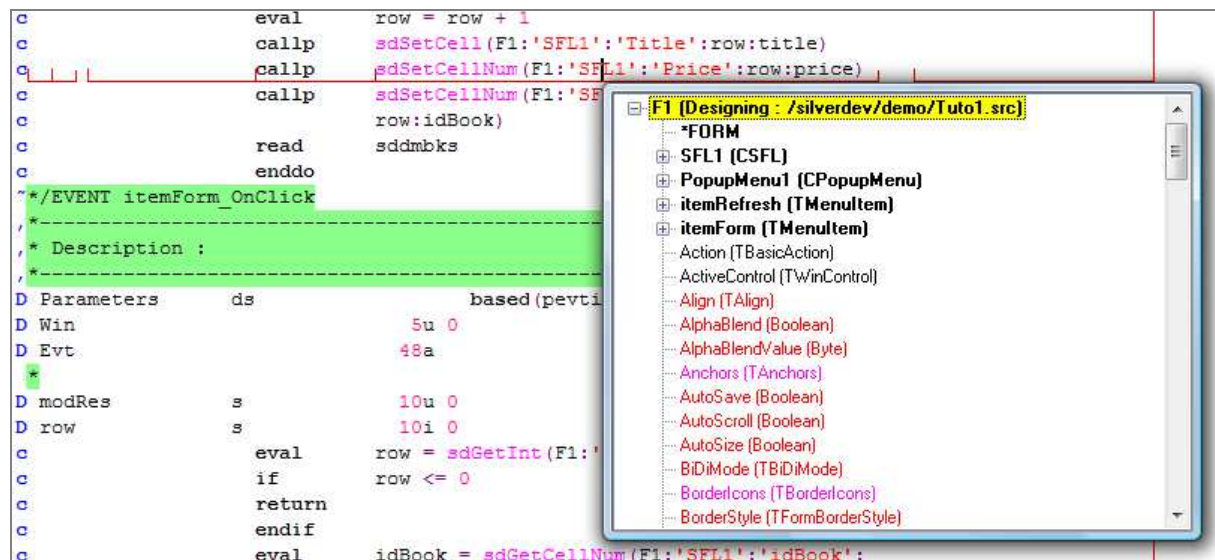 c eval row = row + 1
c callp sdSetCell(F1:'SFL1':'Title':row:title)
c callp sdSetCellNum(F1:'SFL1':'Price':row:price)
c callp sdSetCellNum(F1:'SF
c row:idBook)
c read sddmbks
c enddo
*/EVENT itemForm_OnClick
*--------------------------------------------------------
* Description :
*--------------------------------------------------------
D Parameters ds based(pevti
D Win 5u 0
D Evt 48a
*
D modRes s 10u 0
D row s 10i 0
c eval row = sdGetInt(F1:'
c if row <= 0
c return
c endif
c eval idBook = sdGetCellNum(F1:'SFL1':'idBook':
F1 (Designing : /silverdev/demo/Tuto1.src)
*FORM
SFL1 (CSFL)
PopupMenu1 (CPopupMenu)
itemRefresh (TMenuItem)
itemForm (TMenuItem)
Action (TBasicAction)
ActiveControl (TWinControl)
Align (TAlign)
AlphaBlend (Boolean)
AlphaBlendValue (Byte)
Anchors (TAnchors)
AutoSave (Boolean)
AutoScroll (Boolean)
AutoSize (Boolean)
BiDiMode (TBiDiMode)
BorderIcons (TBorderIcons)
BorderStyle (TFormBorderStyle)